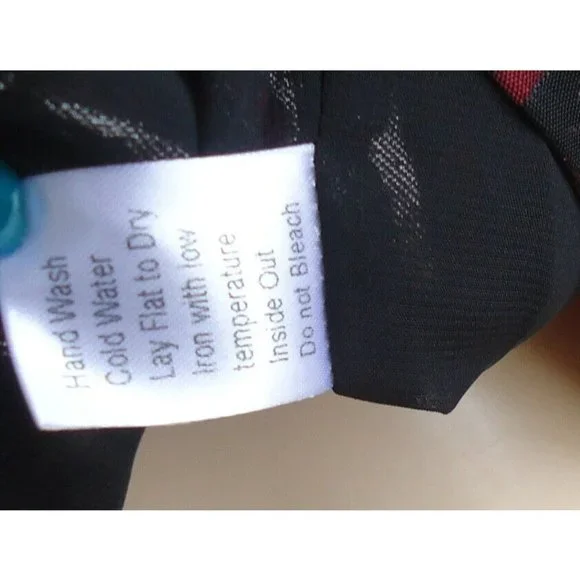 Hand Wash
Cold Water
Lay Flat to Dry
Iron with low
temperature
Inside Out
Do not Bleach